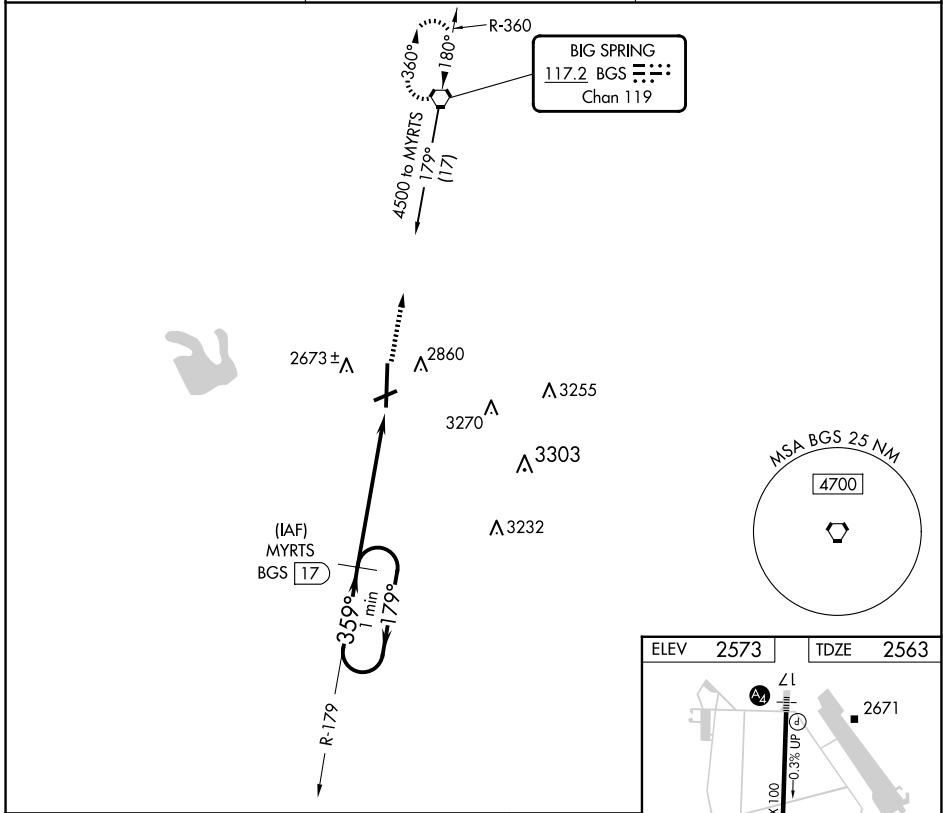 R-360
360°
180°
BIG SPRING
117.2 BGS
Chan 119
4500 to MYRTS
179°
(17)
2673 ±
2860
3255
3270
3303
3232
MSA BGS 25 NM
4700
(IAF)
MYRTS
BGS 17
359°
1 min
179°
R-179
ELEV 2573
TDZE 2563
17
A4
2671
P
0.3% UP
X 100